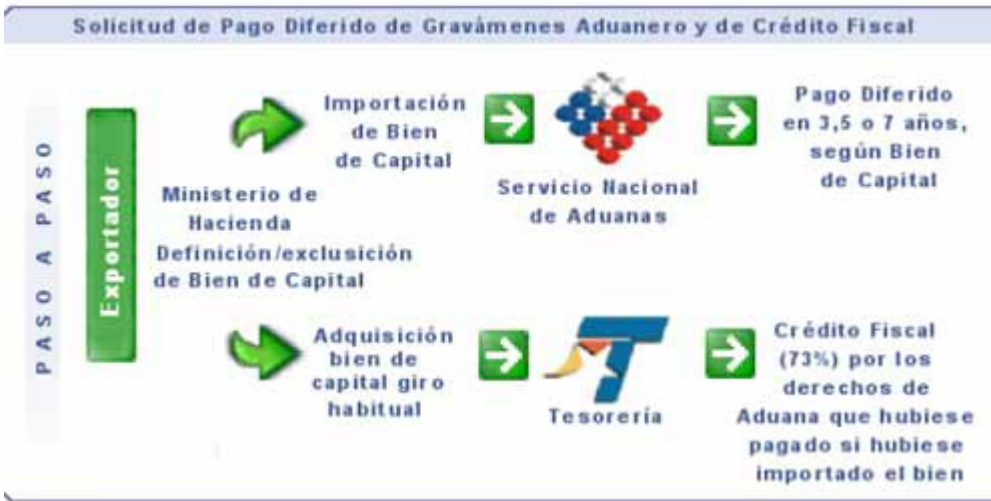 Solicitud de Pago Diferido de Gravámenes Aduanero y de Crédito Fiscal
PASO A PASO
Exportador
Ministerio de
Hacienda
Definición/exclusición
de Bien de Capital
Importación
de Bien
de Capital
Servicio Nacional
de Aduanas
Pago Diferido
en 3,5 o 7 años,
según Bien
de Capital
Adquisición
bien de
capital giro
habitual
Tesorería
Crédito Fiscal
(73%) por los
derechos de
Aduana que hubiese
pagado si hubiese
importado el bien